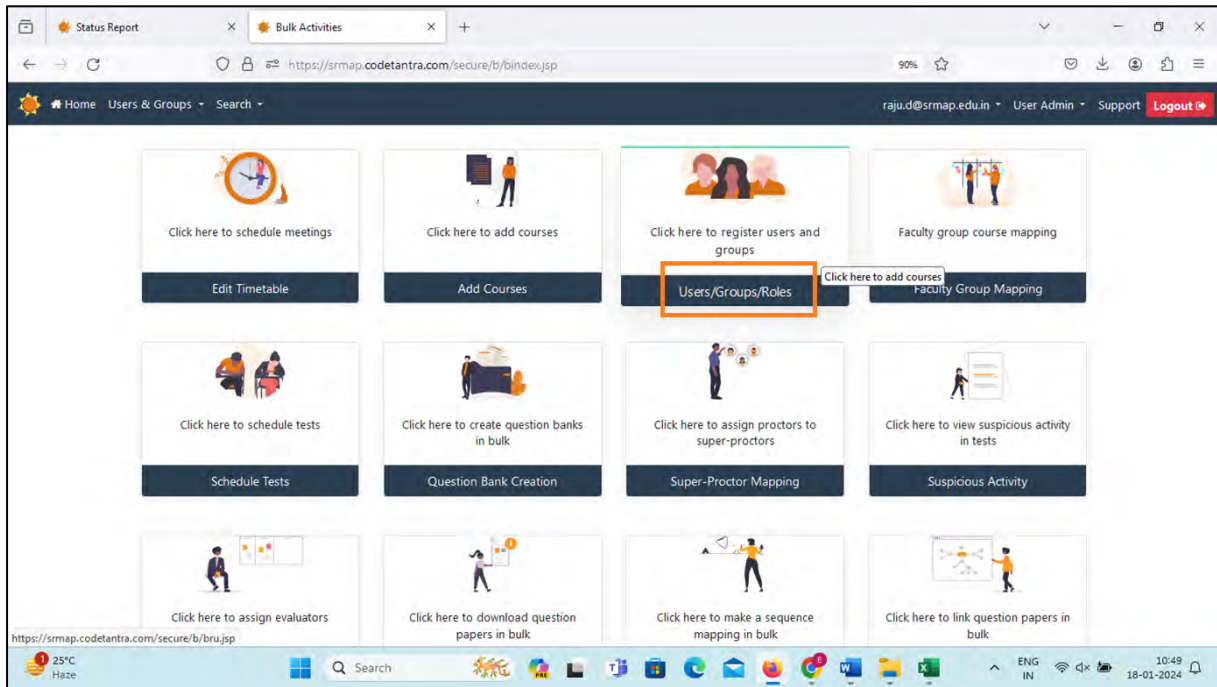 Status Report
Bulk Activities
https://srmap.codetantra.com/secure/b/bindex.jsp
90%
Home Users & Groups Search
raju.d@srmap.edu.in User Admin Support Logout
Click here to schedule meetings
Edit Timetable
Click here to add courses
Add Courses
Click here to register users and
groups
Users/Groups/Roles
Click here to add courses
Faculty group course mapping
Faculty Group Mapping
Click here to schedule tests
Schedule Tests
Click here to create question banks
in bulk
Question Bank Creation
Click here to assign proctors to
super-proctors
Super-Proctor Mapping
Click here to view suspicious activity
in tests
Suspicious Activity
Click here to assign evaluators
Click here to download question
papers in bulk
Click here to make a sequence
mapping in bulk
Click here to link question papers in
bulk
https://srmap.codetantra.com/secure/b/bru.jsp
1
25°C
Haze
Search
PRE
ENG
IN
10:49
18-01-2024